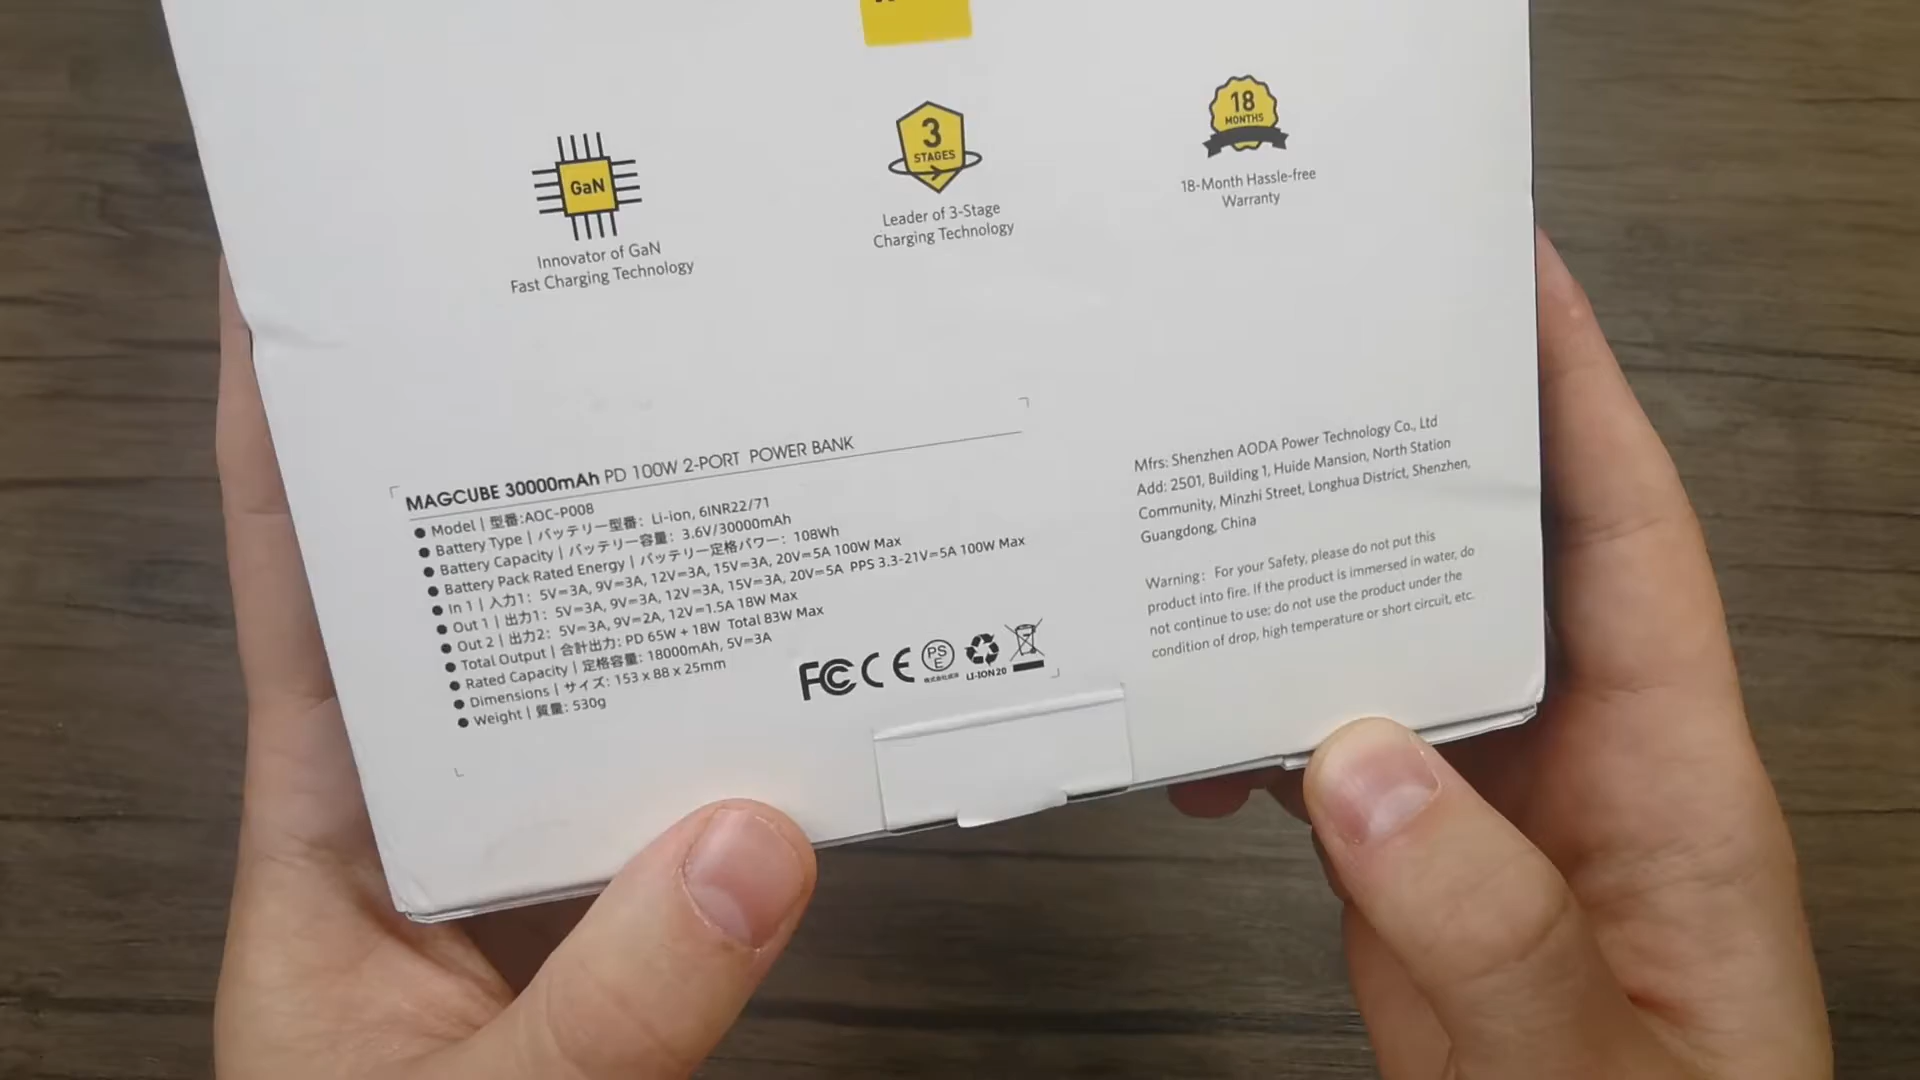 GaN
Innovator of GaN
Fast Charging Technology
3
STAGES
Leader of 3-Stage
Charging Technology
18
MONTHS
18-Month Hassle-free
Warranty
MAGCUBE 30000mAh PD 100W 2-PORT POWER BANK
● Model | 型番:AOC-P008
● Battery Type | バッテリー型番: Li-ion, 6INR22/71
● Battery Capacity | バッテリー容量: 3.6V/30000mAh
● Battery Pack Rated Energy | バッテリー定格パワー: 108Wh
● In 1 | 入力1: 5V⎓3A, 9V⎓3A, 12V⎓3A, 15V⎓3A, 20V⎓5A 100W Max
● Out 1 | 出力1: 5V⎓3A, 9V⎓3A, 12V⎓3A, 15V⎓3A, 20V⎓5A PPS 3.3-21V⎓5A 100W Max
● Out 2 | 出力2: 5V⎓3A, 9V⎓2A, 12V⎓1.5A 18W Max
● Total Output | 合計出力: PD 65W + 18W Total 83W Max
● Rated Capacity | 定格容量: 18000mAh, 5V⎓3A
● Dimensions | サイズ: 153 x 88 x 25mm
● Weight | 質量: 530g
FC CE
PS
E
LI-ION20
Mfrs: Shenzhen AODA Power Technology Co., Ltd
Add: 2501, Building 1, Huide Mansion, North Station
Community, Minzhi Street, Longhua District, Shenzhen,
Guangdong, China
Warning: For your Safety, please do not put this
product into fire. If the product is immersed in water, do
not continue to use; do not use the product under the
condition of drop, high temperature or short circuit, etc.